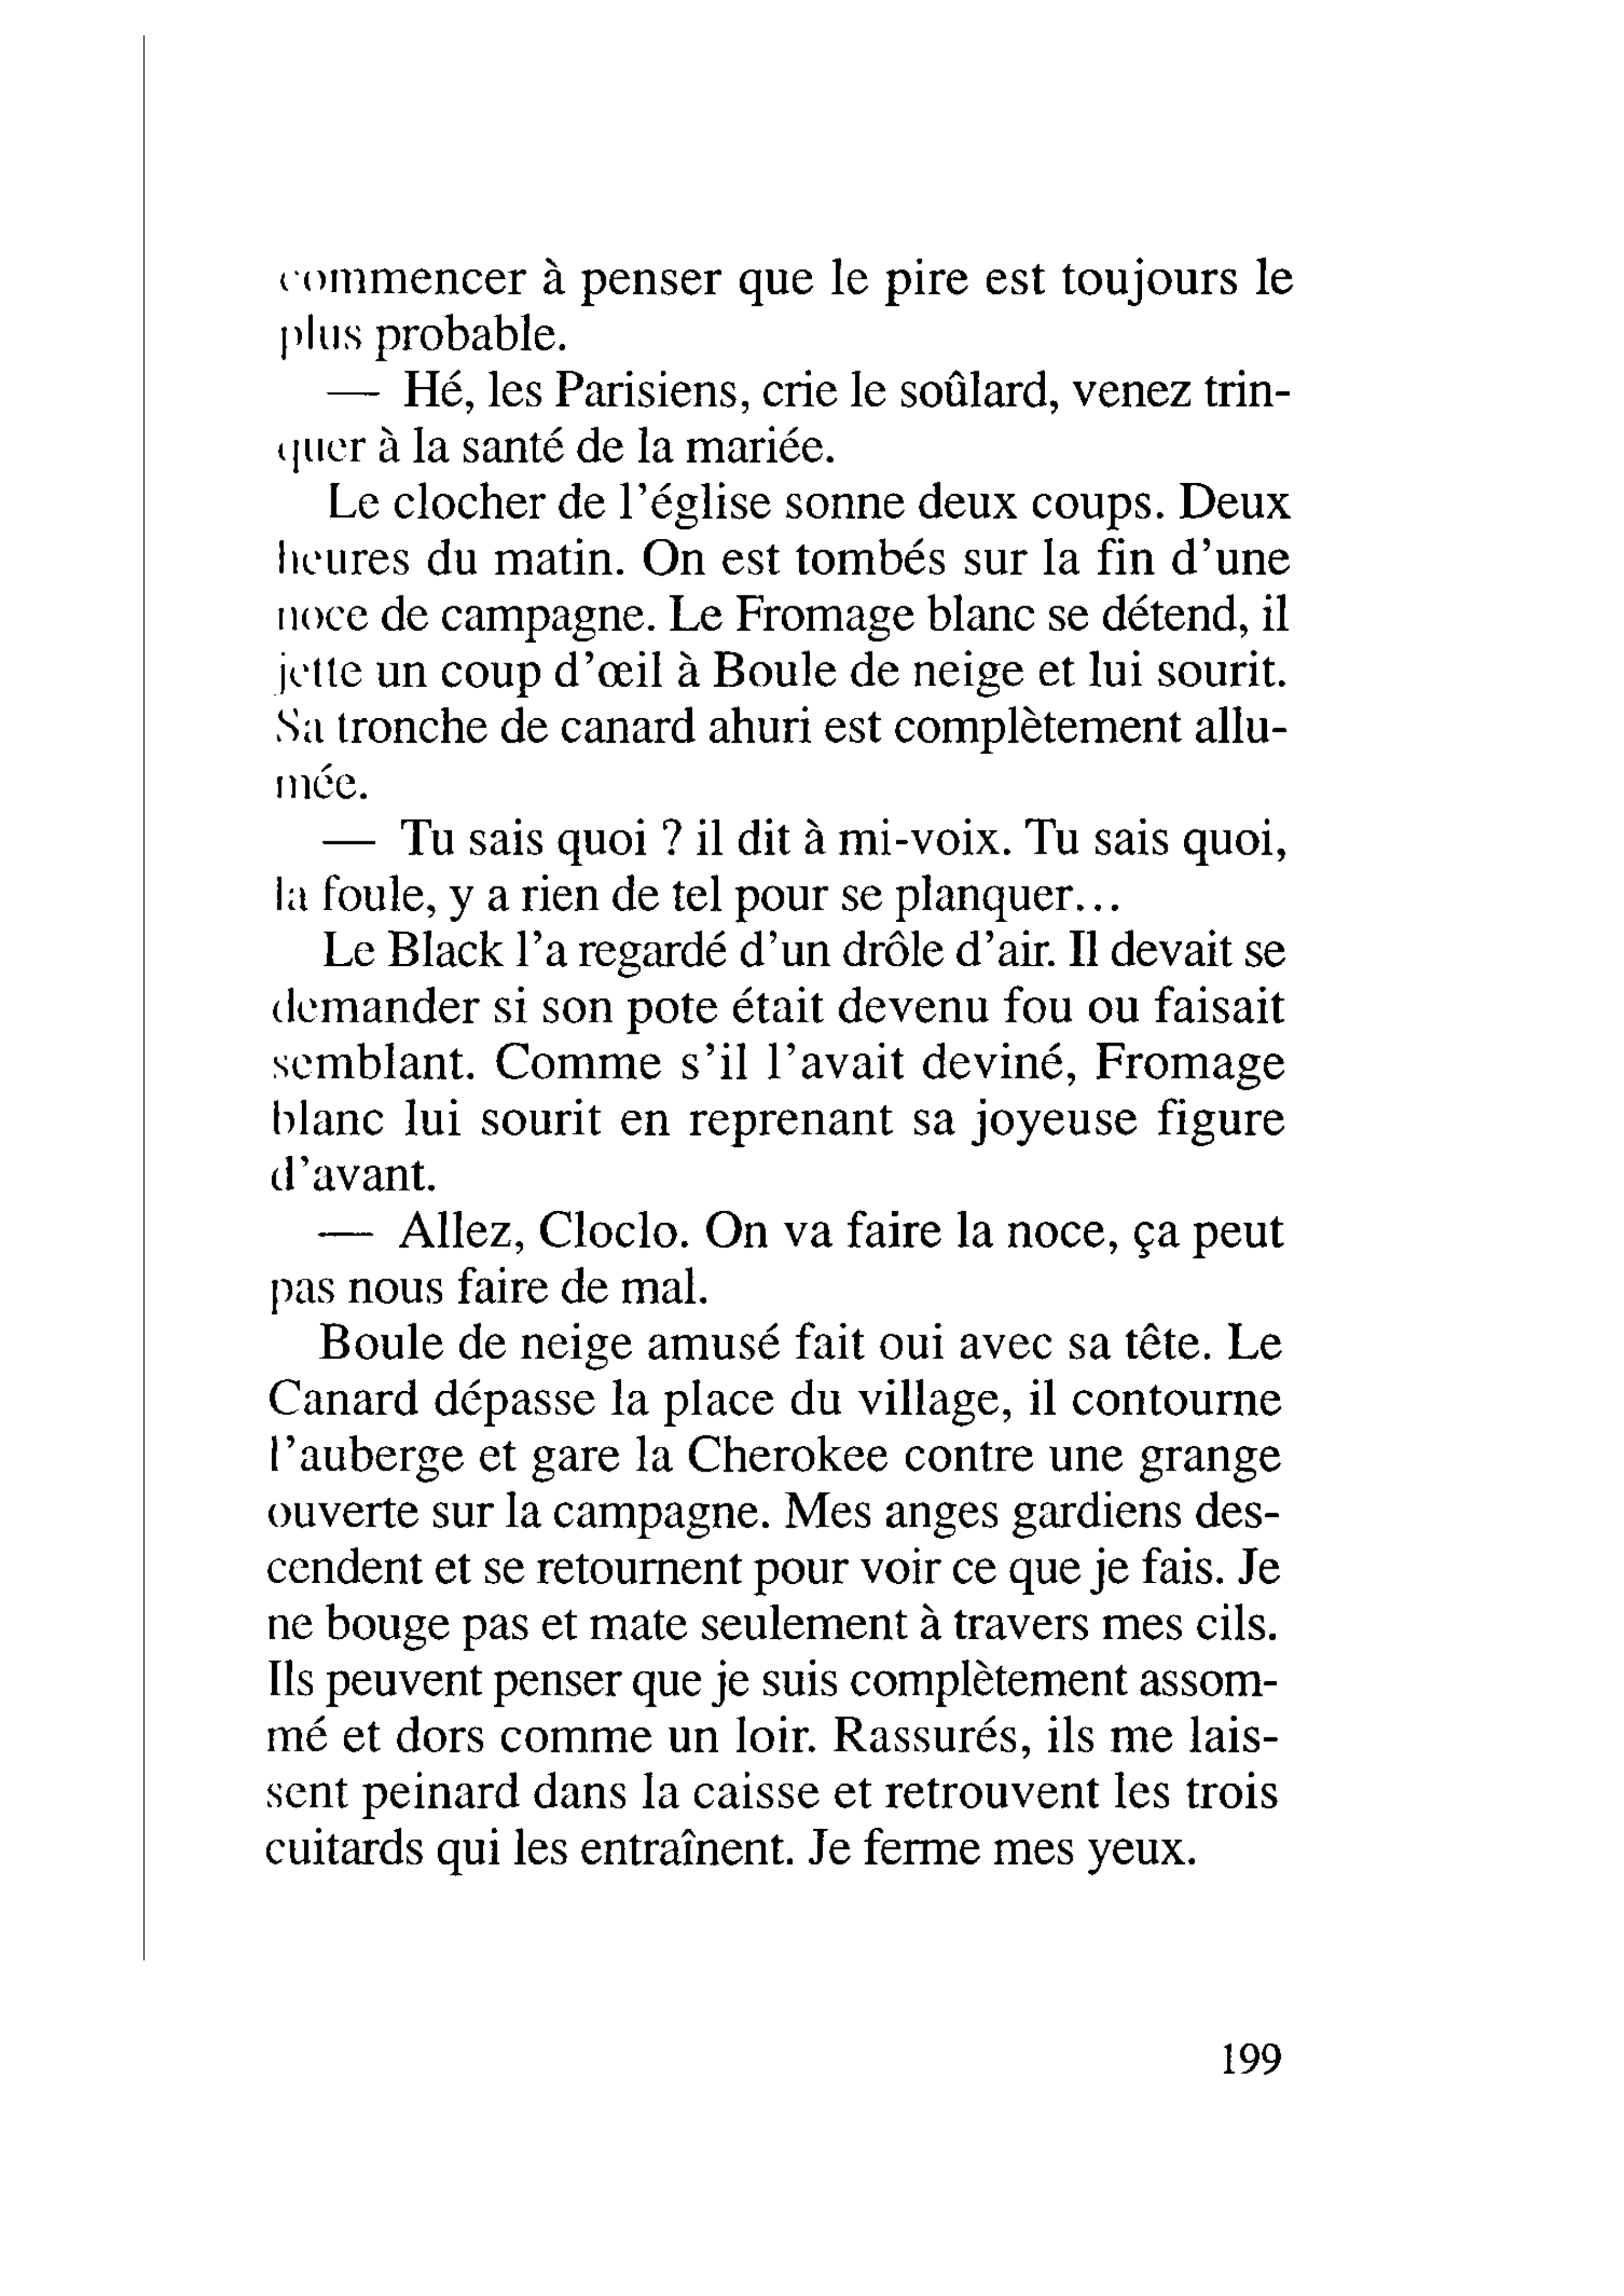 commencer à penser que le pire est toujours le
plus probable.
— Hé, les Parisiens, crie le soûlard, venez trin-
quer à la santé de la mariée.
Le clocher de l'église sonne deux coups. Deux
heures du matin. On est tombés sur la fin d'une
noce de campagne. Le Fromage blanc se détend, il
jette un coup d'œil à Boule de neige et lui sourit.
Sa tronche de canard ahuri est complètement allu-
mée.
— Tu sais quoi ? il dit à mi-voix. Tu sais quoi,
la foule, y a rien de tel pour se planquer...
Le Black l'a regardé d'un drôle d'air. Il devait se
demander si son pote était devenu fou ou faisait
semblant. Comme s'il l'avait deviné, Fromage
blanc lui sourit en reprenant sa joyeuse figure
d'avant.
— Allez, Cloclo. On va faire la noce, ça peut
pas nous faire de mal.
Boule de neige amusé fait oui avec sa tête. Le
Canard dépasse la place du village, il contourne
l'auberge et gare la Cherokee contre une grange
ouverte sur la campagne. Mes anges gardiens des-
cendent et se retournent pour voir ce que je fais. Je
ne bouge pas et mate seulement à travers mes cils.
Ils peuvent penser que je suis complètement assom-
mé et dors comme un loir. Rassurés, ils me lais-
sent peinard dans la caisse et retrouvent les trois
cuitards qui les entraînent. Je ferme mes yeux.
199